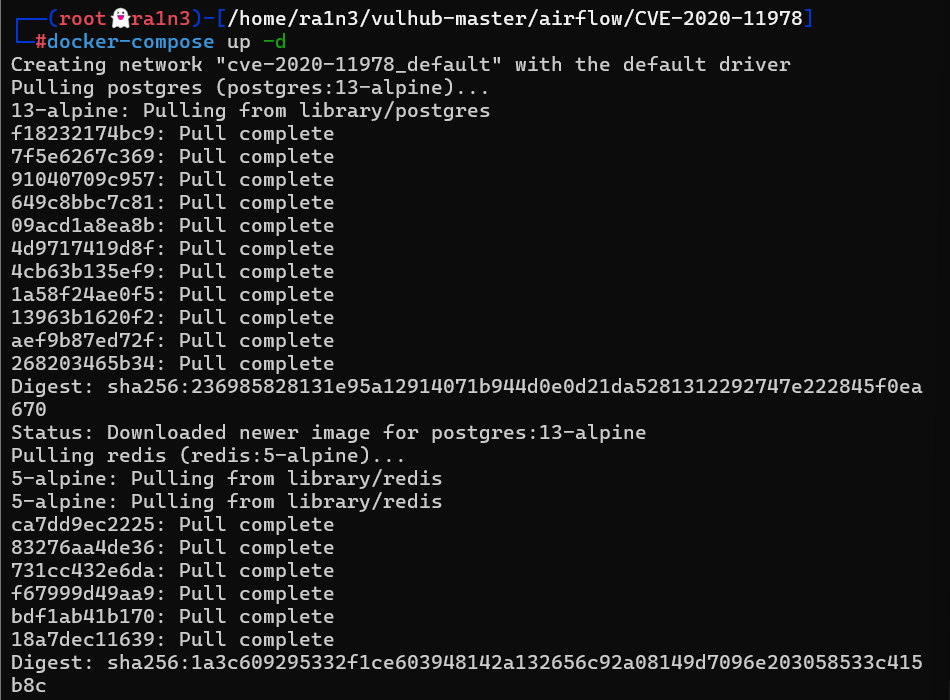 ┌──(root👻ra1n3)-[/home/ra1n3/vulhub-master/airflow/CVE-2020-11978]
└─#docker-compose up -d
Creating network "cve-2020-11978_default" with the default driver
Pulling postgres (postgres:13-alpine)...
13-alpine: Pulling from library/postgres
f18232174bc9: Pull complete
7f5e6267c369: Pull complete
91040709c957: Pull complete
649c8bbc7c81: Pull complete
09acd1a8ea8b: Pull complete
4d9717419d8f: Pull complete
4cb63b135ef9: Pull complete
1a58f24ae0f5: Pull complete
13963b1620f2: Pull complete
aef9b87ed72f: Pull complete
268203465b34: Pull complete
Digest: sha256:236985828131e95a12914071b944d0e0d21da5281312292747e222845f0ea
670
Status: Downloaded newer image for postgres:13-alpine
Pulling redis (redis:5-alpine)...
5-alpine: Pulling from library/redis
5-alpine: Pulling from library/redis
ca7dd9ec2225: Pull complete
83276aa4de36: Pull complete
731cc432e6da: Pull complete
f67999d49aa9: Pull complete
bdf1ab41b170: Pull complete
18a7dec11639: Pull complete
Digest: sha256:1a3c609295332f1ce603948142a132656c92a08149d7096e203058533c415
b8c